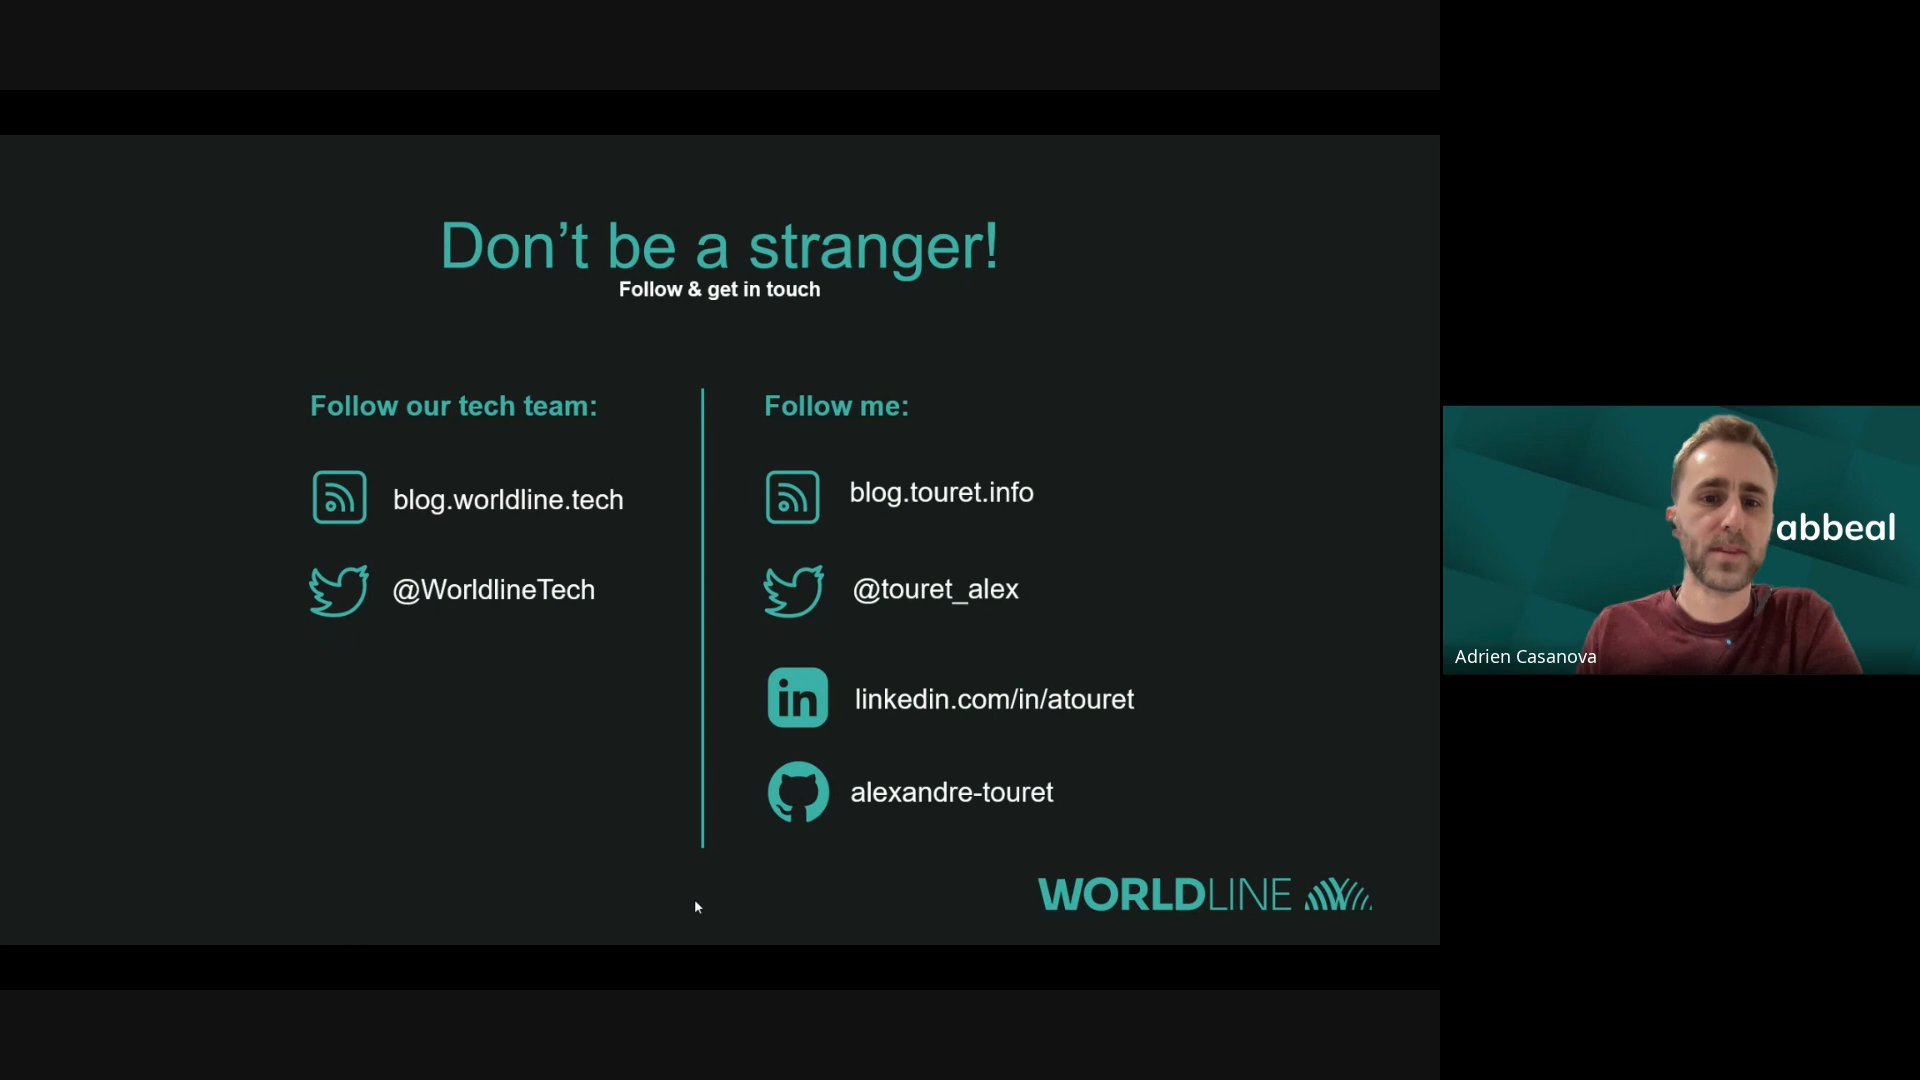 Don’t be a stranger!
Follow & get in touch
Follow our tech team:
blog.worldline.tech
@WorldlineTech
Follow me:
blog.touret.info
@touret_alex
in
linkedin.com/in/atouret
alexandre-touret
WORLDLINE
abbeal
Adrien Casanova